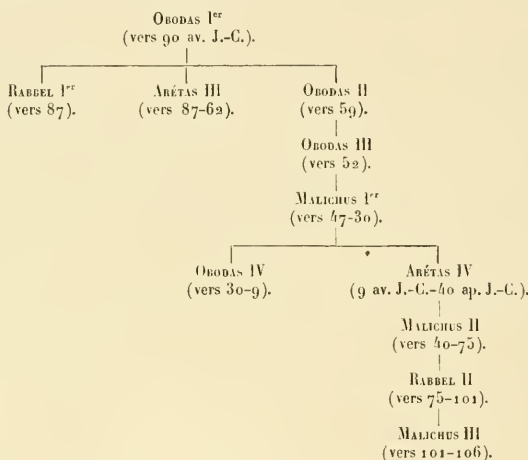 Obodas Ier
(vers 90 av. J.-C.).
Rabbel Ier
(vers 87).
Arétas III
(vers 87-62).
Obodas II
(vers 59).
Obodas III
(vers 52).
Malichus Ier
(vers 47-30).
Obodas IV
(vers 30-9).
Arétas IV
(9 av. J.-C.-40 ap. J.-C.).
Malichus II
(vers 40-75).
Rabbel II
(vers 75-101).
Malichus III
(vers 101-106).